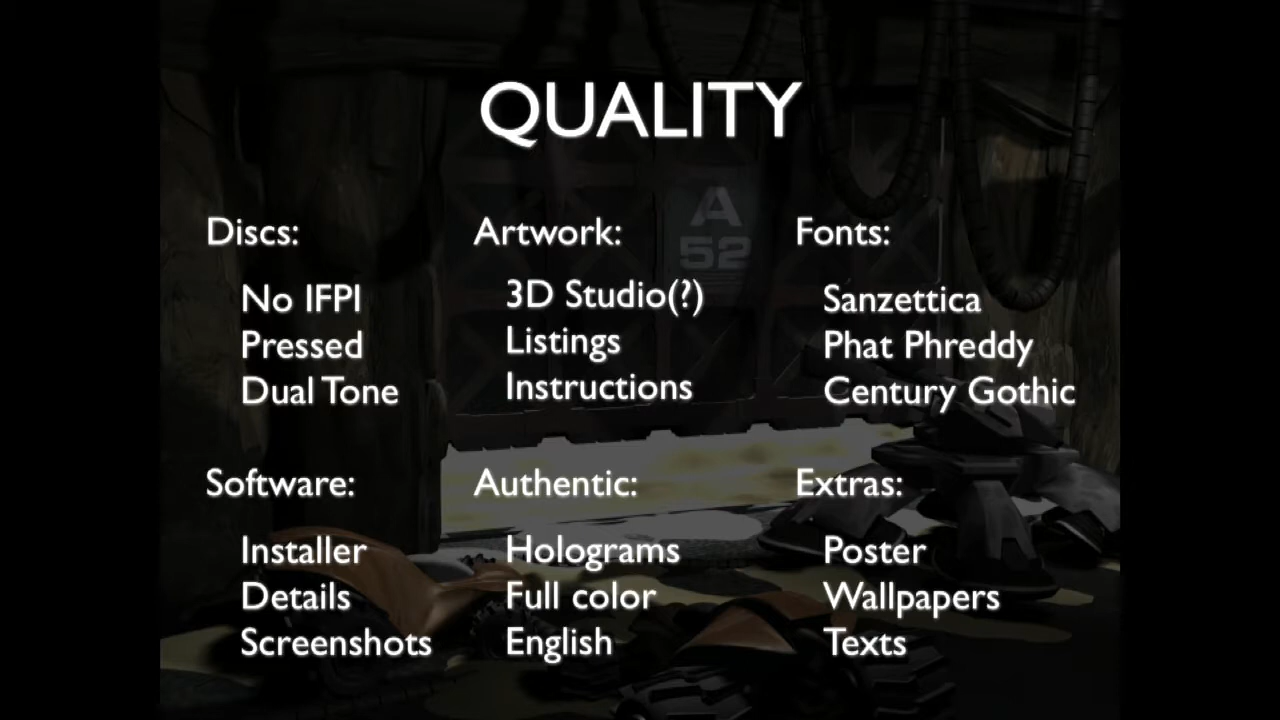 QUALITY
Discs:
No IFPI
Pressed
Dual Tone
Artwork:
3D Studio(?)
Listings
Instructions
Fonts:
Sanzettica
Phat Phreddy
Century Gothic
Software:
Installer
Details
Screenshots
Authentic:
Holograms
Full color
English
Extras:
Poster
Wallpapers
Texts
A
52